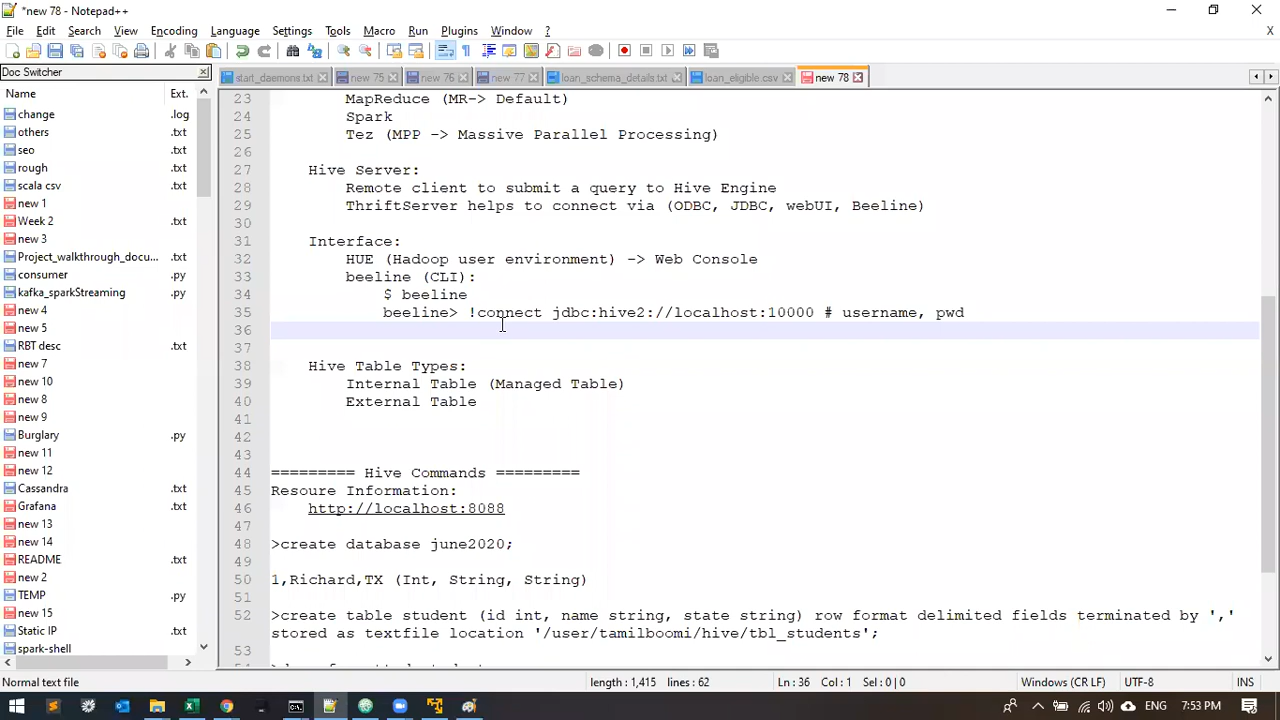 *new 78 - Notepad++
File Edit Search View Encoding Language Settings Tools Macro Run Plugins Window ? X
Doc Switcher
start_daemons.txt new 75 new 76 new 77 loan_schema_details.txt loan_eligible.csv new 78
Name Ext.
change .log
others .txt
seo .txt
rough .txt
scala csv .txt
new 1
Week 2 .txt
new 3
Project_walkthrough_docu... .txt
consumer .py
kafka_sparkStreaming .txt
new 4
new 5
RBT desc .txt
new 7
new 10
new 8
new 9
Burglary .py
new 11
new 12
Cassandra .txt
Grafana .txt
new 13
new 14
README .txt
new 2
TEMP .py
new 15
Static IP .txt
spark-shell .txt
23 MapReduce (MR-> Default)
24 Spark
25 Tez (MPP -> Massive Parallel Processing)
26
27 Hive Server:
28 Remote client to submit a query to Hive Engine
29 ThriftServer helps to connect via (ODBC, JDBC, webUI, Beeline)
30
31 Interface:
32 HUE (Hadoop user environment) -> Web Console
33 beeline (CLI):
34 $ beeline
35 beeline> !connect jdbc:hive2://localhost:10000 # username, pwd
36
37
38 Hive Table Types:
39 Internal Table (Managed Table)
40 External Table
41
42
43
44 ========= Hive Commands =========
45 Resoure Information:
46 http://localhost:8088
47
48 >create database june2020;
49
50 1,Richard,TX (Int, String, String)
51
52 >create table student (id int, name string, state string) row format delimited fields terminated by ','
stored as textfile location '/user/tamilboomi/hive/tbl_students';
53
Normal text file length : 1,415 lines : 62 Ln : 36 Col : 1 Sel : 0 | 0 Windows (CR LF) UTF-8 INS
ENG 7:53 PM